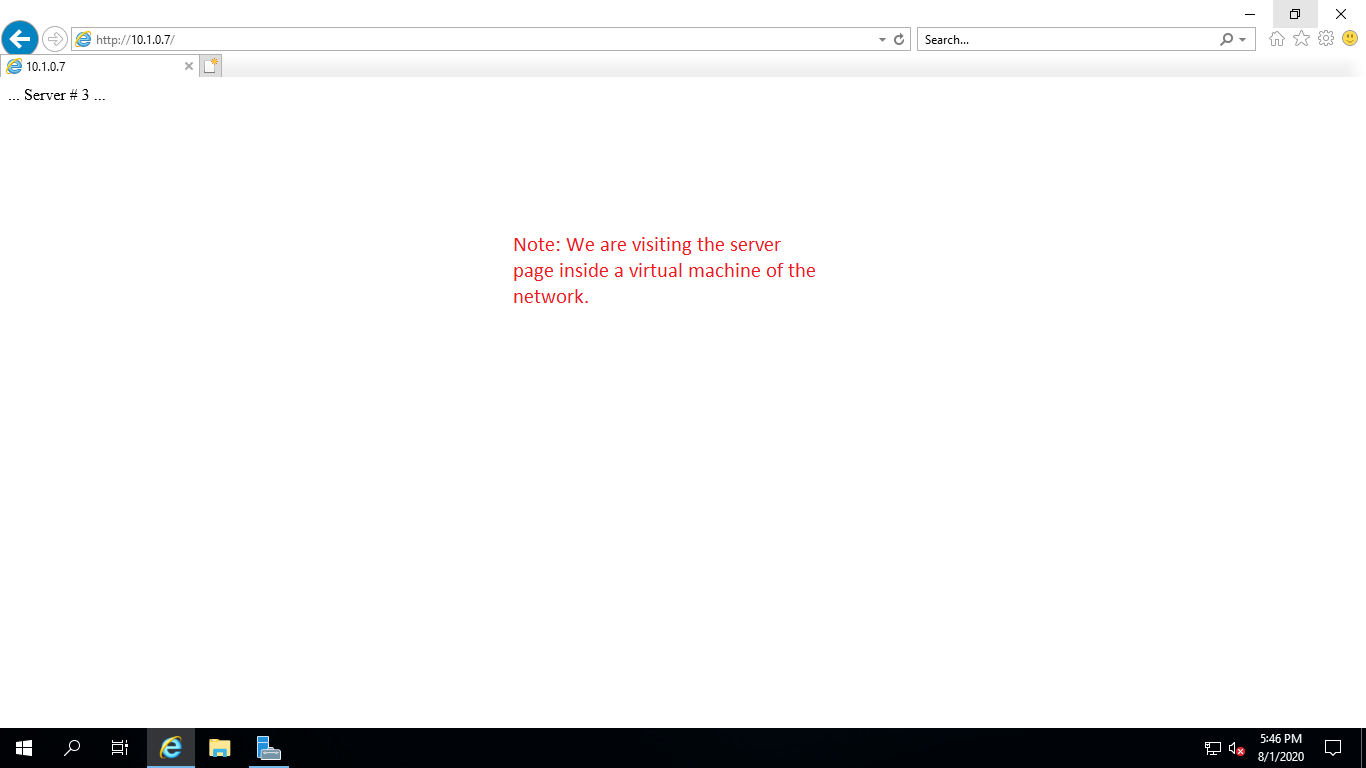 http://10.1.0.7/
Search...
10.1.0.7
... Server # 3 ...
Note: We are visiting the server
page inside a virtual machine of the
network.
5:46 PM
8/1/2020